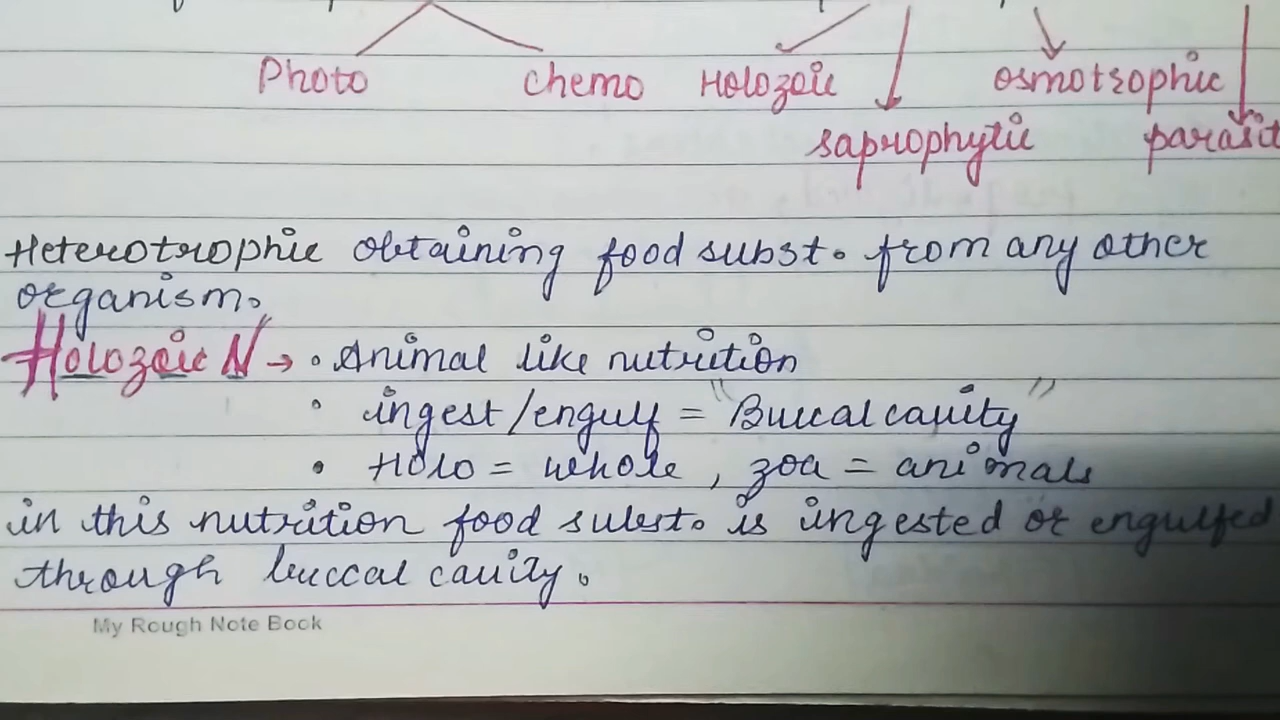 Photo chemo Holozoic osmotrophic
saprophytic parasit
Heterotrophic obtaining food subst. from any other
organism.
Holozoic N" → • Animal like nutrition
• ingest/engulf = "Buccal cavity"
• Holo = whole, zoa = animals
in this nutrition food subst. is ingested or engulfed
through buccal cavity.
My Rough Note Book